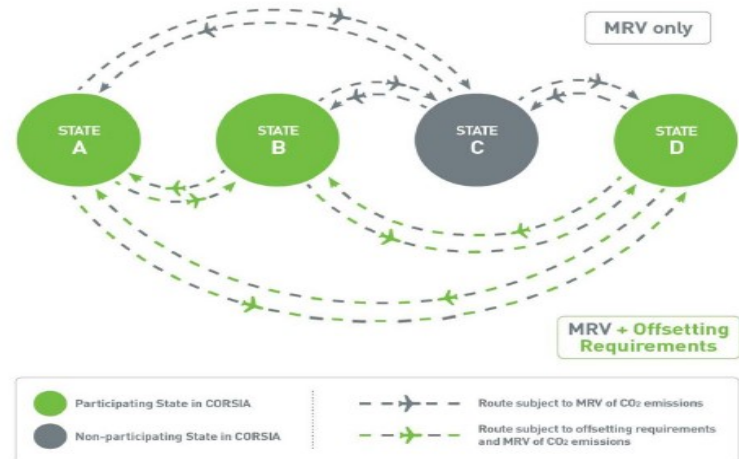 MRV only
STATE
A
STATE
B
STATE
C
STATE
D
MRV + Offsetting
Requirements
Participating State in CORSIA
Route subject to MRV of CO₂ emissions
Non-participating State in CORSIA
Route subject to offsetting requirements
and MRV of CO₂ emissions